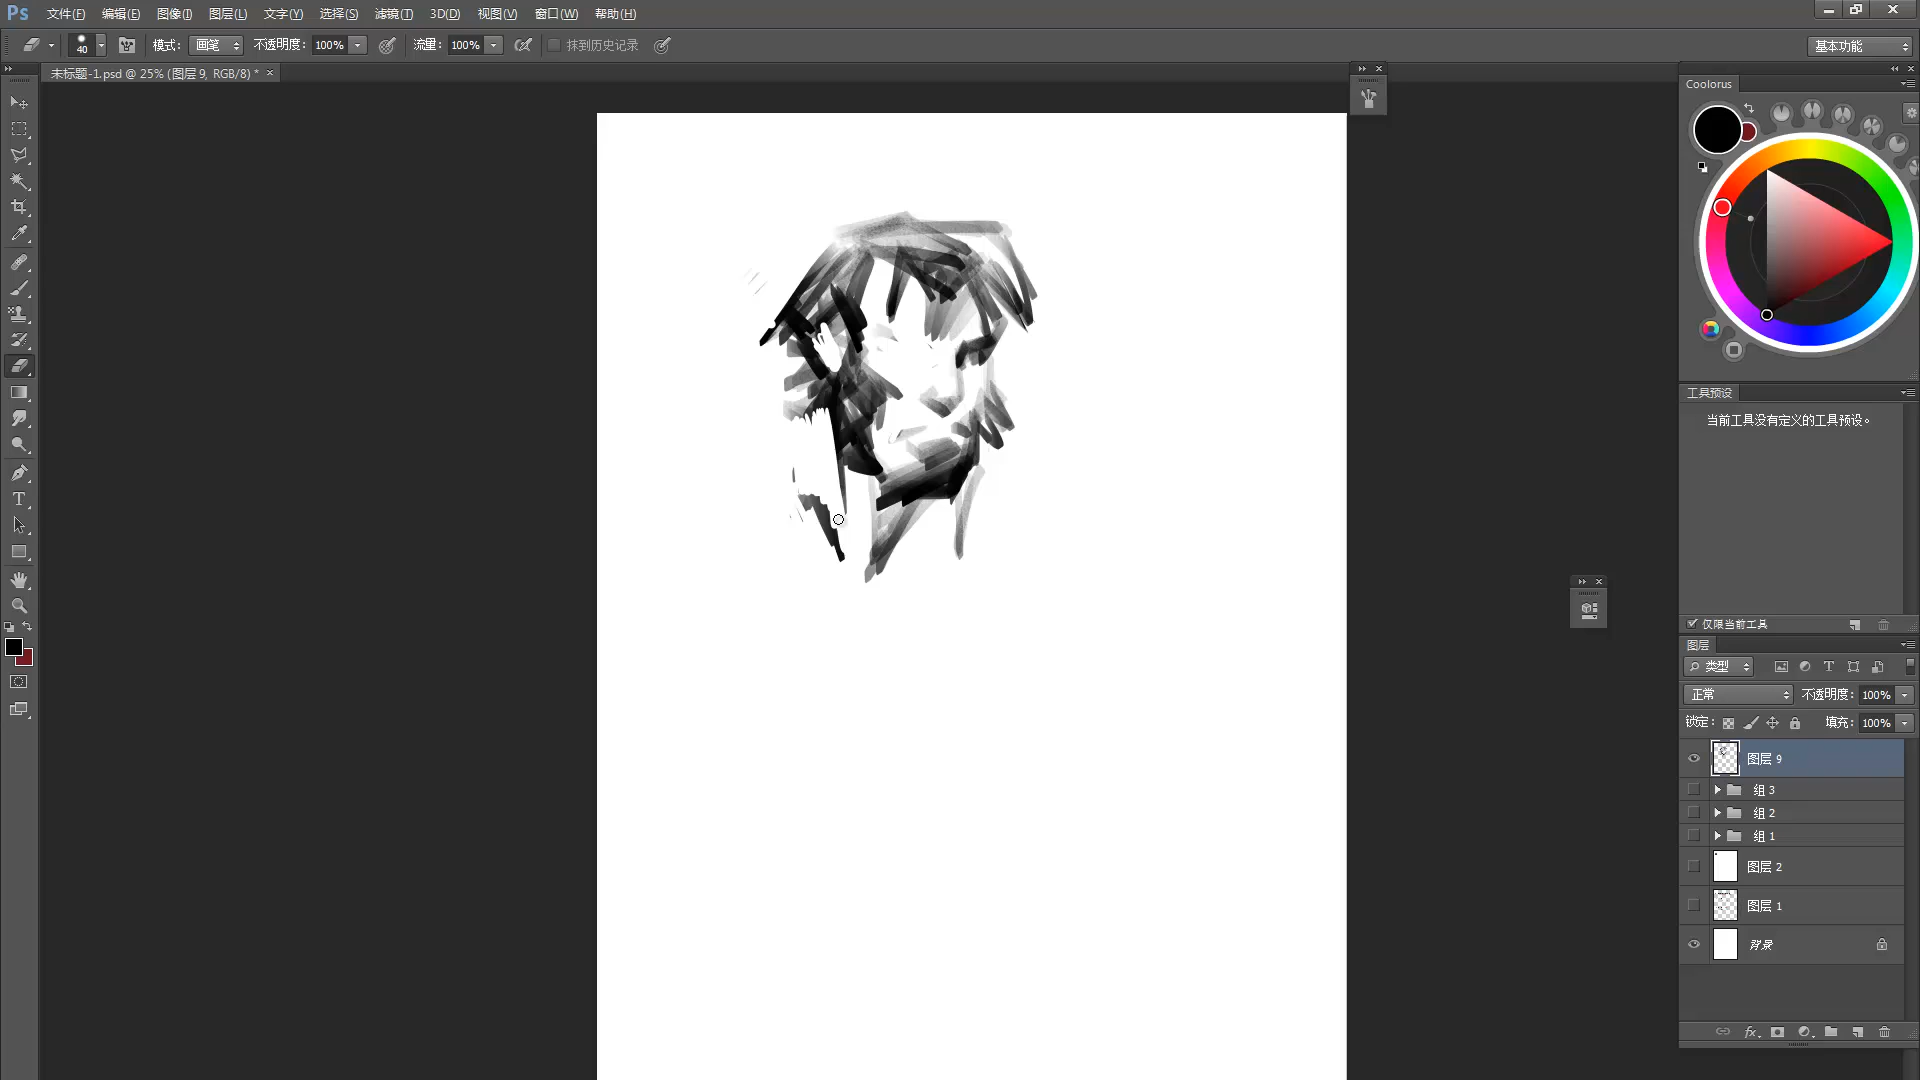 Ps 文件(F) 编辑(E) 图像(I) 图层(L) 文字(Y) 选择(S) 滤镜(T) 3D(D) 视图(V) 窗口(W) 帮助(H)
40 模式: 画笔 不透明度: 100% 流量: 100% 抹到历史记录 基本功能
未标题-1.psd @ 25% (图层 9, RGB/8) * ×
Coolorus
工具预设
当前工具没有定义的工具预设。
仅限当前工具
图层
类型
正常 不透明度: 100%
锁定: 填充: 100%
图层 9
组 3
组 2
组 1
图层 2
图层 1
背景
fx